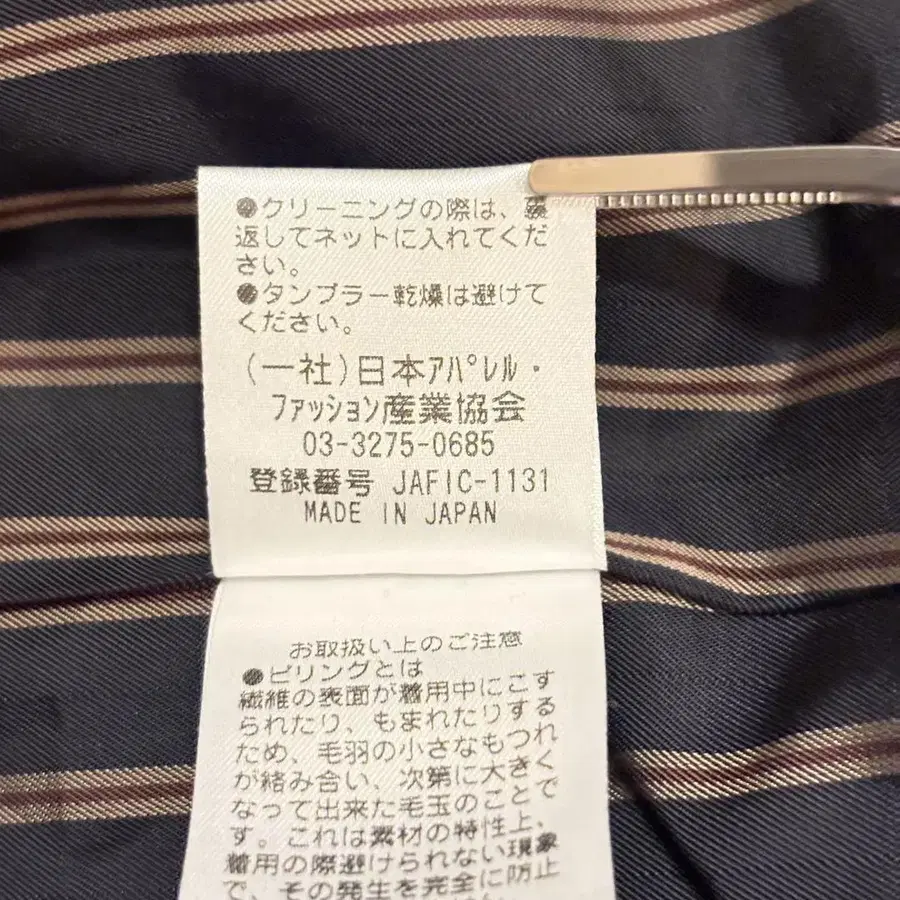 ●クリーニングの際は、裏
返してネットに入れてくだ
さい。
●タンブラー乾燥は避けて
ください。
(一社)日本アパレル・
ファッション産業協会
03-3275-0685
登録番号 JAFIC-1131
MADE IN JAPAN
お取扱い上のご注意
●ピリングとは
繊維の表面が着用中にこす
られたり、もまれたりする
ため、毛羽の小さなもつれ
が絡み合い、次第に大きく
なって出来た毛玉のことで
す。これは素材の特性上、
着用の際避けられない現象
で、その発生を完全に防止